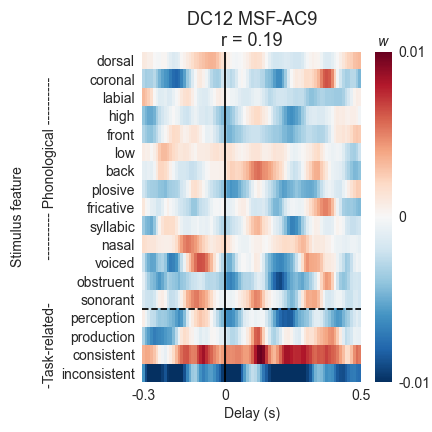 DC12 MSF-AC9
r = 0.19
w
dorsal
coronal
labial
high
front
low
back
plosive
fricative
syllabic
nasal
voiced
obstruent
sonorant
perception
production
consistent
inconsistent
Stimulus feature
-Task-related- ----------- Phonological -----------
0.01
0
-0.01
-0.3 0 0.5
Delay (s)